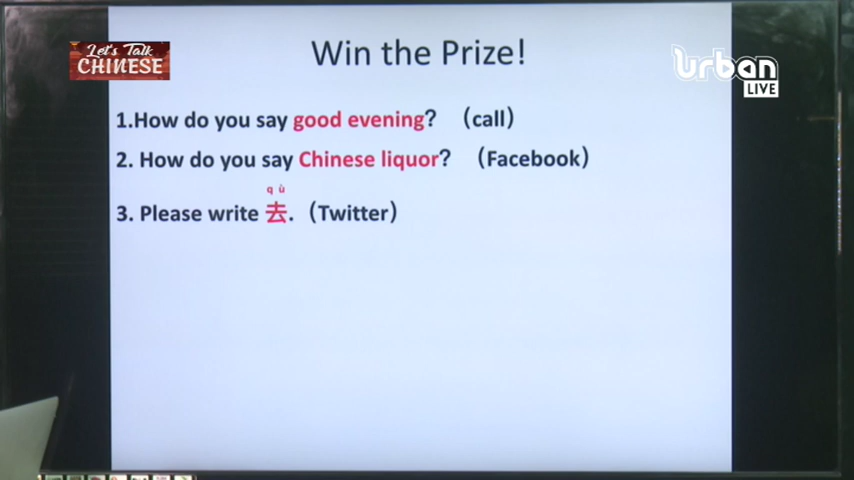 Let's Talk
CHINESE
Urban
LIVE
Win the Prize!
1.How do you say good evening? (call)
2. How do you say Chinese liquor? (Facebook)
qù
3. Please write 去. (Twitter)